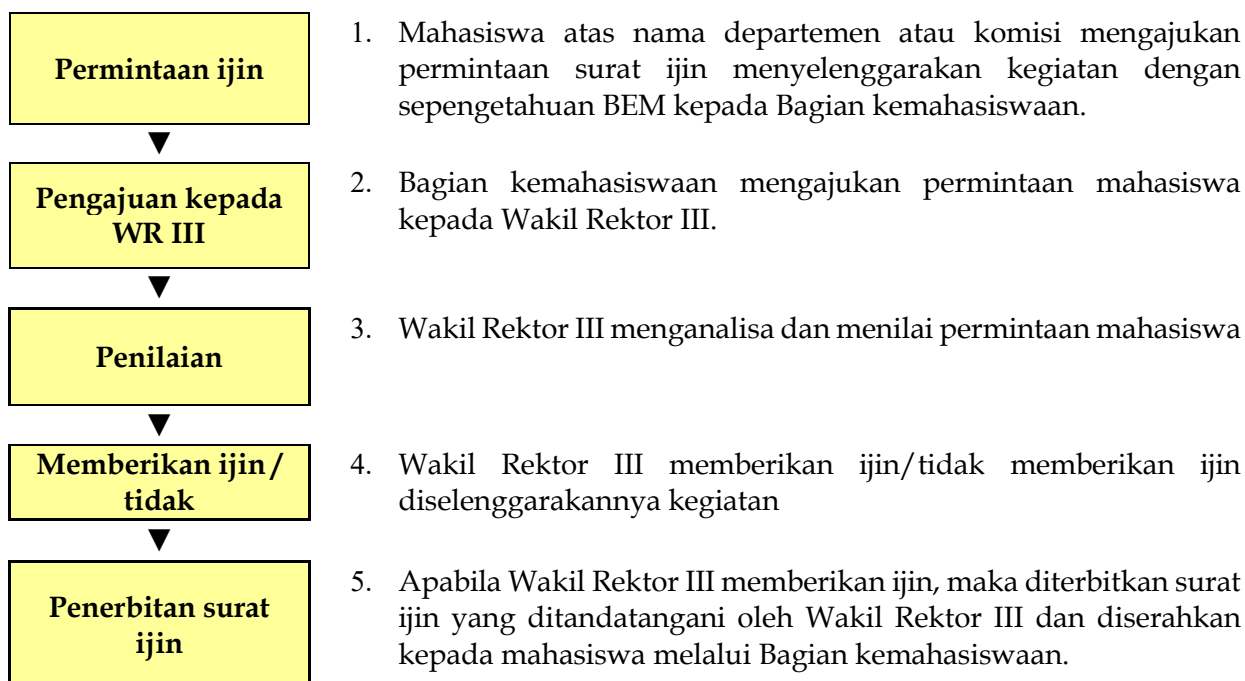 Permintaan ijin
1. Mahasiswa atas nama departemen atau komisi mengajukan
permintaan surat ijin menyelenggarakan kegiatan dengan
sepengetahuan BEM kepada Bagian kemahasiswaan.
▼
Pengajuan kepada
WR III
2. Bagian kemahasiswaan mengajukan permintaan mahasiswa
kepada Wakil Rektor III.
▼
Penilaian
3. Wakil Rektor III menganalisa dan menilai permintaan mahasiswa
▼
Memberikan ijin/
tidak
4. Wakil Rektor III memberikan ijin/tidak memberikan ijin
diselenggarakannya kegiatan
▼
Penerbitan surat
ijin
5. Apabila Wakil Rektor III memberikan ijin, maka diterbitkan surat
ijin yang ditandatangani oleh Wakil Rektor III dan diserahkan
kepada mahasiswa melalui Bagian kemahasiswaan.